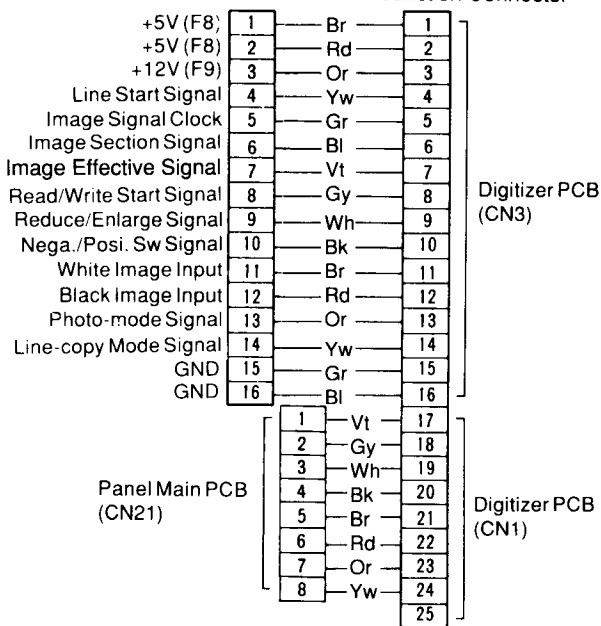 Connector
+5V (F8) 1 Br 1
+5V (F8) 2 Rd 2
+12V (F9) 3 Or 3
Line Start Signal 4 Yw 4
Image Signal Clock 5 Gr 5
Image Section Signal 6 Bl 6
Image Effective Signal 7 Vt 7
Read/Write Start Signal 8 Gy 8
Reduce/Enlarge Signal 9 Wh 9
Nega./Posi. Sw Signal 10 Bk 10
White Image Input 11 Br 11
Black Image Input 12 Rd 12
Photo-mode Signal 13 Or 13
Line-copy Mode Signal 14 Yw 14
GND 15 Gr 15
GND 16 Bl 16
Digitizer PCB
(CN3)
1 Vt 17
2 Gy 18
3 Wh 19
4 Bk 20
5 Br 21
6 Rd 22
7 Or 23
8 Yw 24
25
Panel Main PCB
(CN21)
Digitizer PCB
(CN1)